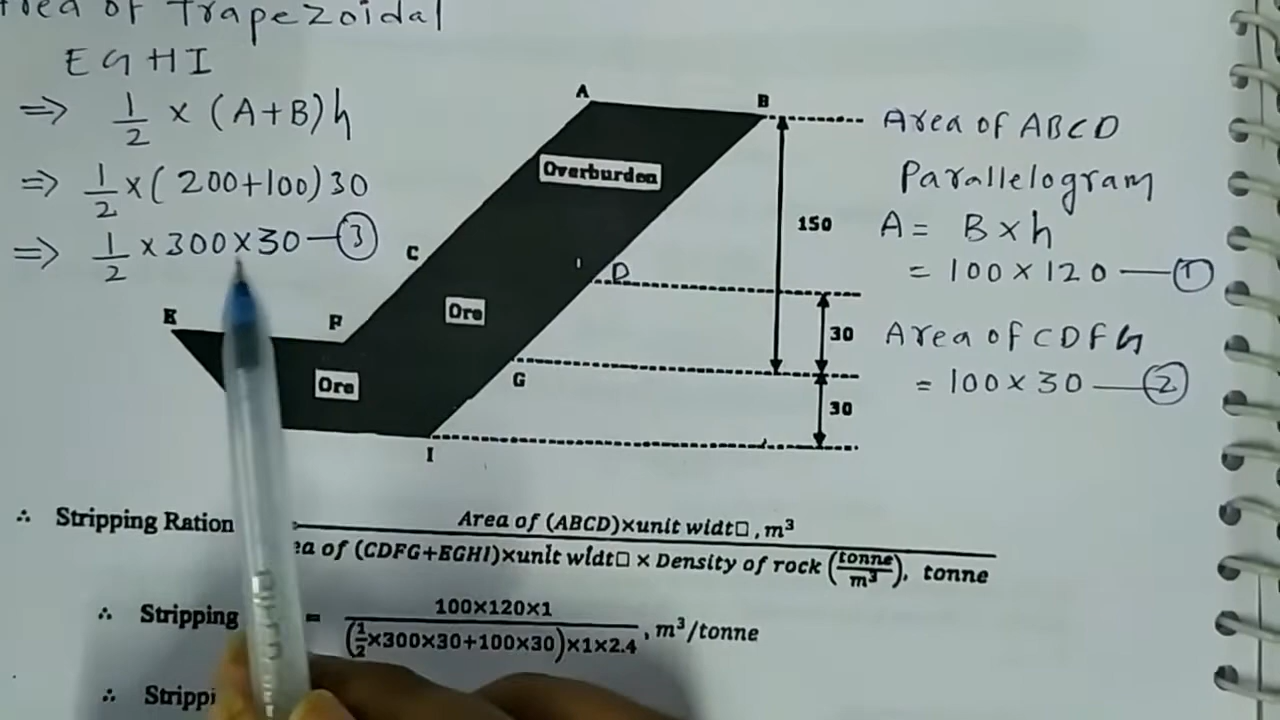 Area of Trapezoidal
EGHI
⇒ 1/2 × (A+B)h
⇒ 1/2 × (200+100)30
⇒ 1/2 × 300×30 — ③
A
B
Overburden
150
C
D
E
F
Ore
30
G
Ore
30
I
Area of ABCD
Parallelogram
A = B×h
= 100×120 — ①
Area of CDFG
= 100×30 — ②
∴ Stripping Ration
Area of (ABCD)×unit widt□, m³
ea of (CDFG+EGHI)×unit widt□ × Density of rock (tonne/m³), tonne
∴ Stripping = 100×120×1 / (1/2×300×30+100×30)×1×2.4, m³/tonne
∴ Strippi